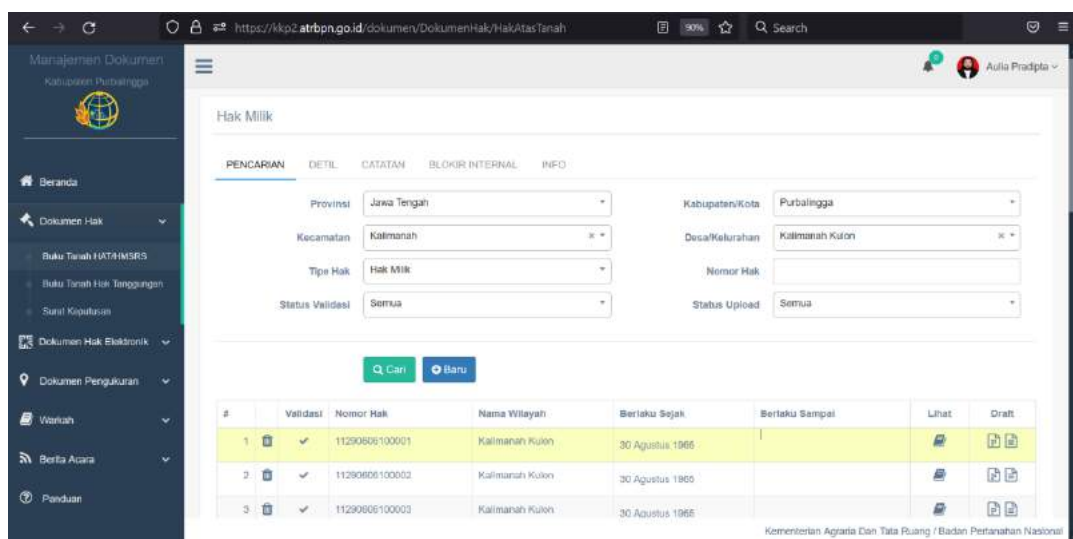 https://kkp2.atrbpn.go.id/dokumen/DokumenHak/HakAtasTanah
90%
Search
Manajemen Dokumen
Kabupaten Purbalingga
Aulia Pradipta
Beranda
Dokumen Hak
Buku Tanah HAT/HMSRS
Buku Tanah Hak Tanggungan
Surat Keputusan
Dokumen Hak Elektronik
Dokumen Pengukuran
Warkah
Berita Acara
Panduan
Hak Milik
PENCARIAN DETIL CATATAN BLOKIR INTERNAL INFO
Provinsi Jawa Tengah Kabupaten/Kota Purbalingga
Kecamatan Kalimanah Desa/Kelurahan Kalimanah Kulon
Tipe Hak Hak Milik Nomor Hak
Status Validasi Semua Status Upload Semua
Cari Baru
# Validasi Nomor Hak Nama Wilayah Berlaku Sejak Berlaku Sampai Lihat Draft
1 11290606100001 Kalimanah Kulon 30 Agustus 1965
2 11290606100002 Kalimanah Kulon 30 Agustus 1965
3 11290606100003 Kalimanah Kulon 30 Agustus 1965
Kementerian Agraria Dan Tata Ruang / Badan Pertanahan Nasional